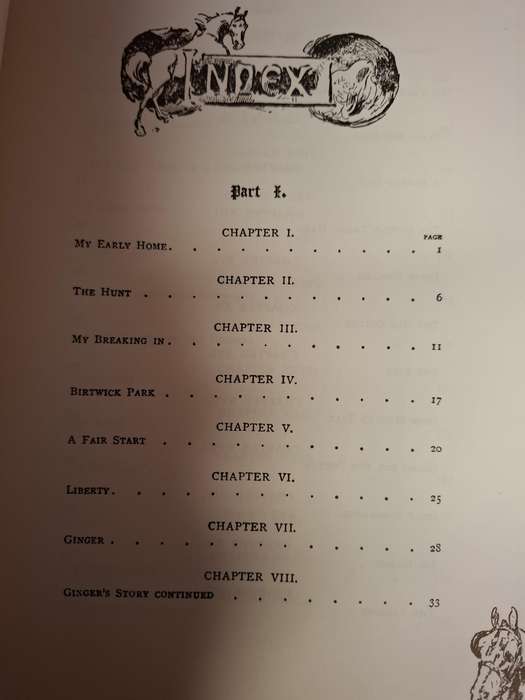 INDEX
Part I.
CHAPTER I.
PAGE
MY EARLY HOME. . . . . . . . . . 1
CHAPTER II.
THE HUNT . . . . . . . . . . . 6
CHAPTER III.
MY BREAKING IN. . . . . . . . . . 11
CHAPTER IV.
BIRTWICK PARK . . . . . . . . . . 17
CHAPTER V.
A FAIR START . . . . . . . . . . 20
CHAPTER VI.
LIBERTY. . . . . . . . . . . . 25
CHAPTER VII.
GINGER . . . . . . . . . . . . 28
CHAPTER VIII.
GINGER'S STORY CONTINUED . . . . . . . 33